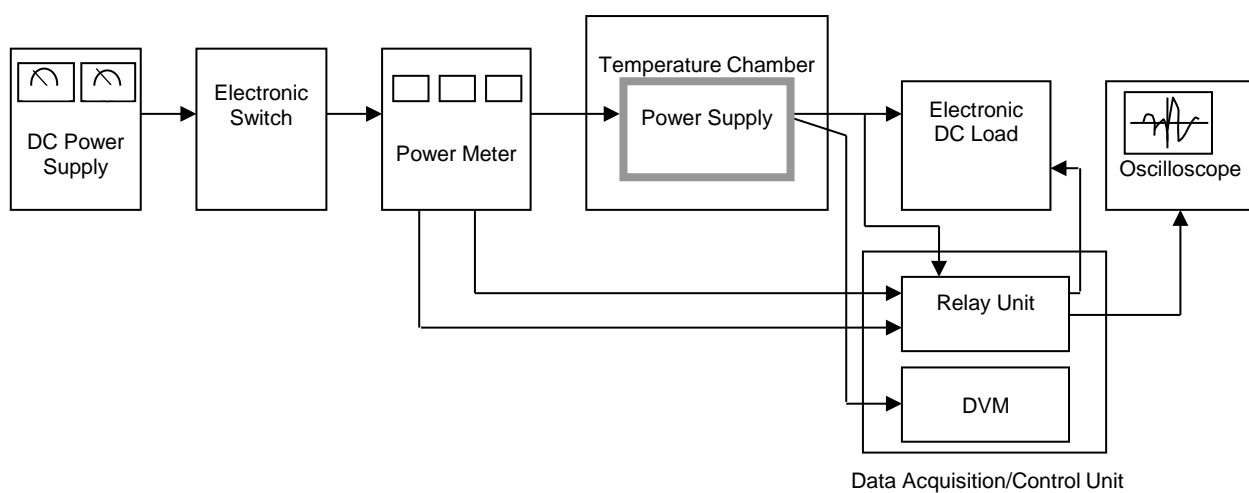 DC Power
Supply
Electronic
Switch
Power Meter
Temperature Chamber
Power Supply
Electronic
DC Load
Oscilloscope
Relay Unit
DVM
Data Acquisition/Control Unit